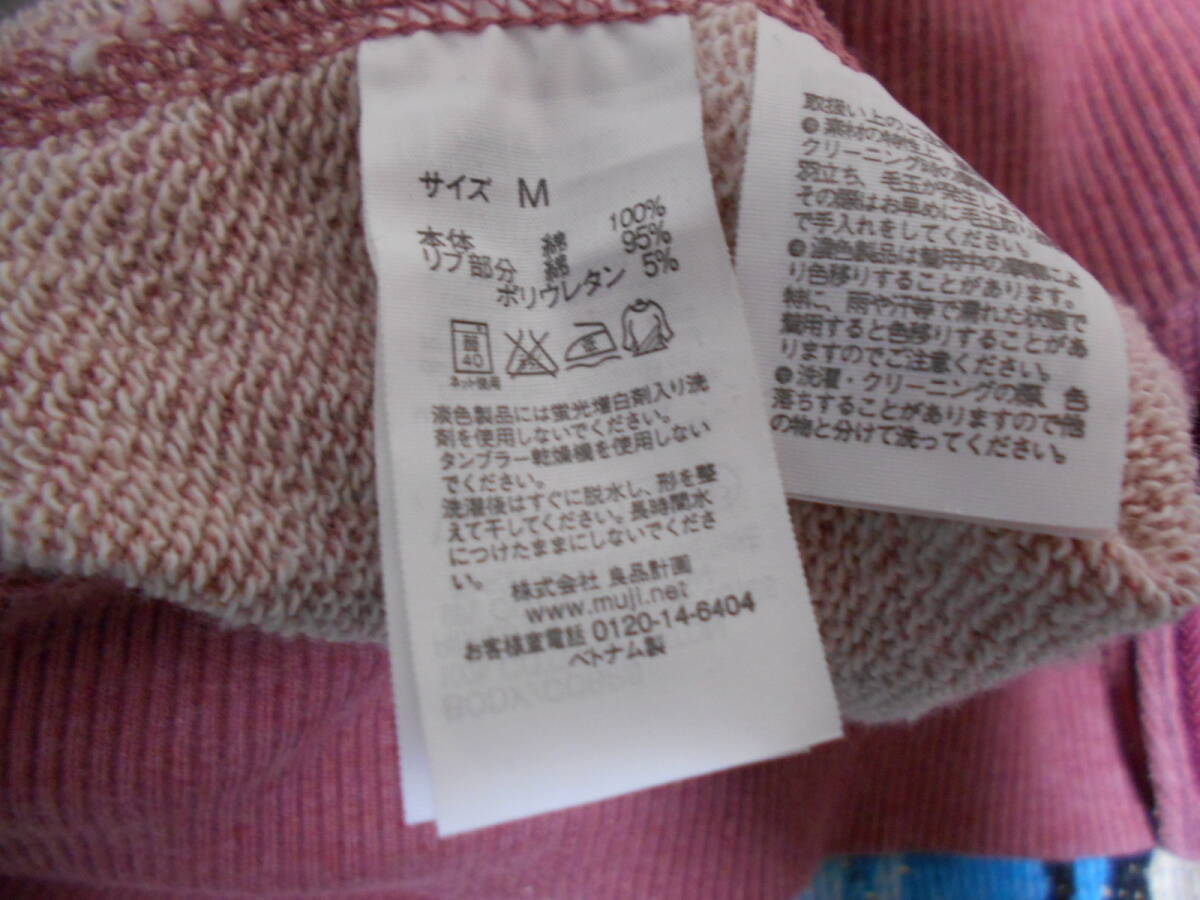 サイズ M
本体 綿 100%
リブ部分 綿 95%
ポリウレタン 5%
40
ネット使用
淡色製品には蛍光増白剤入り洗
剤を使用しないでください。
タンブラー乾燥機を使用しない
でください。
洗濯後はすぐに脱水し、形を整
えて干してください。長時間水
につけたままにしないでくださ
い。
株式会社 良品計画
www.muji.net
お客様室電話 0120-14-6404
ベトナム製
取扱い上のご注
●素材の特性上、
クリーニング時の摩擦
羽立ち、毛玉が発生しま
その際はお早めに毛玉取り
で手入れをしてください。
●濃色製品は着用中の摩擦によ
り色移りすることがあります。
特に、雨や汗等で濡れた状態で
着用すると色移りすることがあ
りますのでご注意ください。
●洗濯・クリーニングの際、色
落ちすることがありますので他
の物と分けて洗ってください。